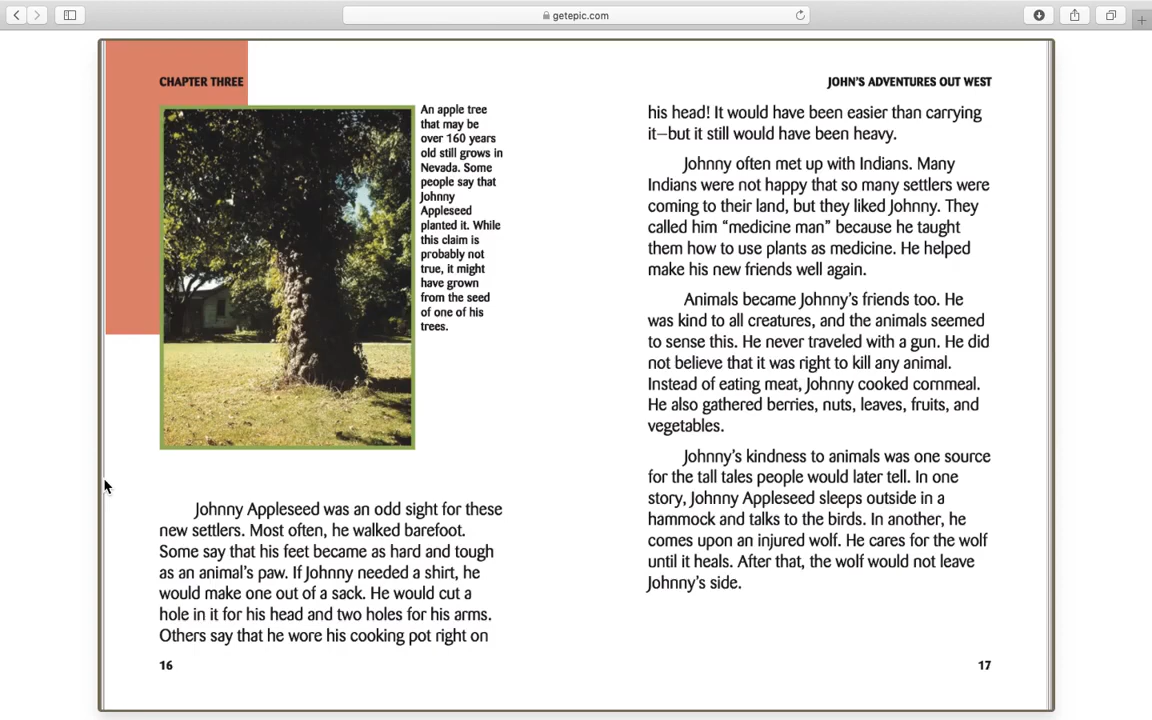 getepic.com
CHAPTER THREE
An apple tree
that may be
over 160 years
old still grows in
Nevada. Some
people say that
Johnny
Appleseed
planted it. While
this claim is
probably not
true, it might
have grown
from the seed
of one of his
trees.
Johnny Appleseed was an odd sight for these
new settlers. Most often, he walked barefoot.
Some say that his feet became as hard and tough
as an animal's paw. If Johnny needed a shirt, he
would make one out of a sack. He would cut a
hole in it for his head and two holes for his arms.
Others say that he wore his cooking pot right on
16
JOHN'S ADVENTURES OUT WEST
his head! It would have been easier than carrying
it—but it still would have been heavy.
Johnny often met up with Indians. Many
Indians were not happy that so many settlers were
coming to their land, but they liked Johnny. They
called him “medicine man” because he taught
them how to use plants as medicine. He helped
make his new friends well again.
Animals became Johnny's friends too. He
was kind to all creatures, and the animals seemed
to sense this. He never traveled with a gun. He did
not believe that it was right to kill any animal.
Instead of eating meat, Johnny cooked cornmeal.
He also gathered berries, nuts, leaves, fruits, and
vegetables.
Johnny's kindness to animals was one source
for the tall tales people would later tell. In one
story, Johnny Appleseed sleeps outside in a
hammock and talks to the birds. In another, he
comes upon an injured wolf. He cares for the wolf
until it heals. After that, the wolf would not leave
Johnny's side.
17